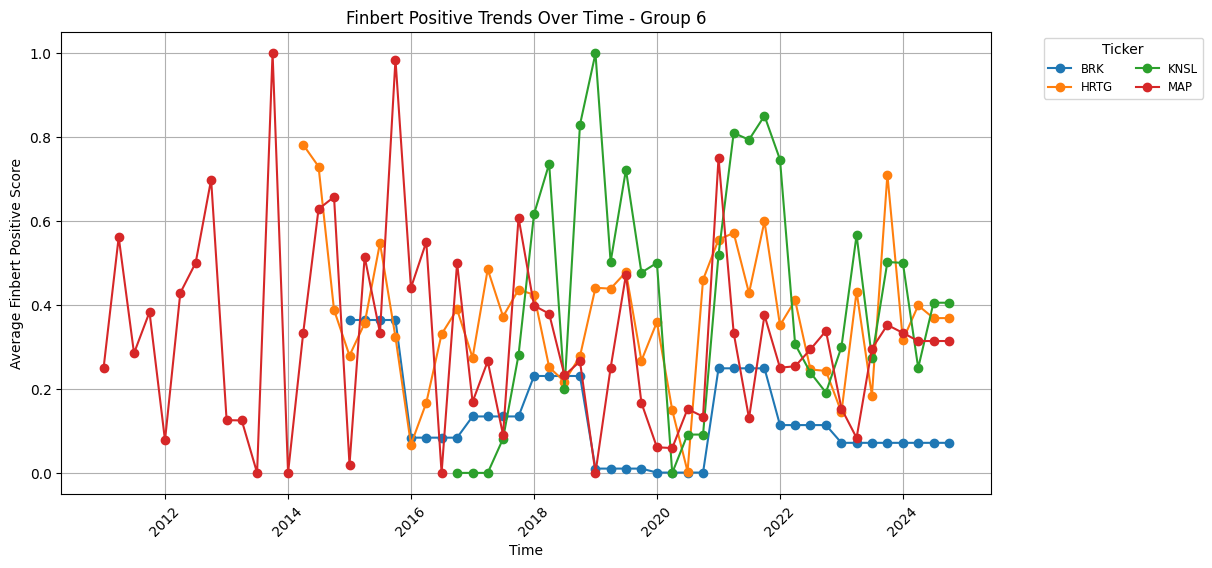 Finbert Positive Trends Over Time - Group 6
Average Finbert Positive Score
1.0
0.8
0.6
0.4
0.2
0.0
2012
2014
2016
2018
2020
2022
2024
Time
Ticker
BRK
HRTG
KNSL
MAP